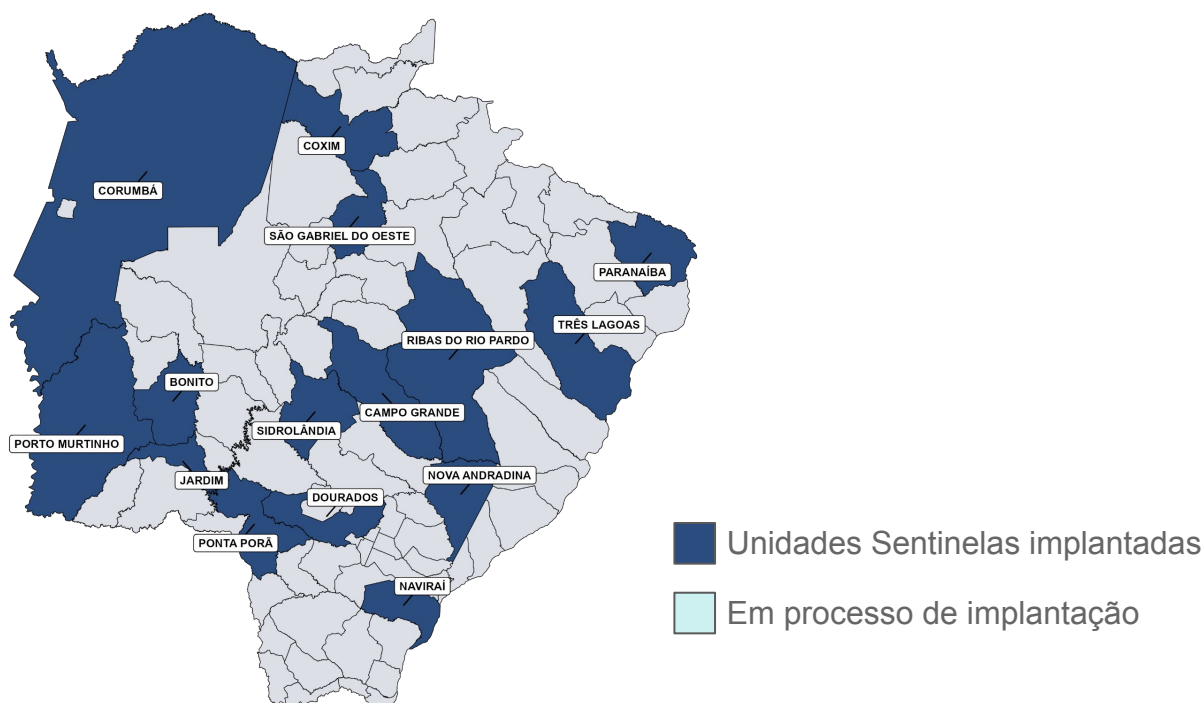 COXIM
CORUMBÁ
SÃO GABRIEL DO OESTE
PARANAÍBA
TRÊS LAGOAS
RIBAS DO RIO PARDO
BONITO
CAMPO GRANDE
SIDROLÂNDIA
PORTO MURTINHO
NOVA ANDRADINA
JARDIM
DOURADOS
PONTA PORÃ
NAVIRAÍ
Unidades Sentinelas implantadas
Em processo de implantação